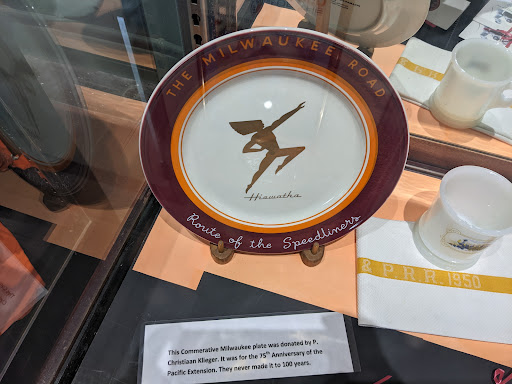 THE MILWAUKEE ROAD
Hiawatha
Route of the Speedliners
& P.R.R. 1950
This Commerative Milwaukee plate was donated by P.
Christiaan Klieger. It was for the 75th Anniversary of the
Pacific Extension. They never made it to 100 years.